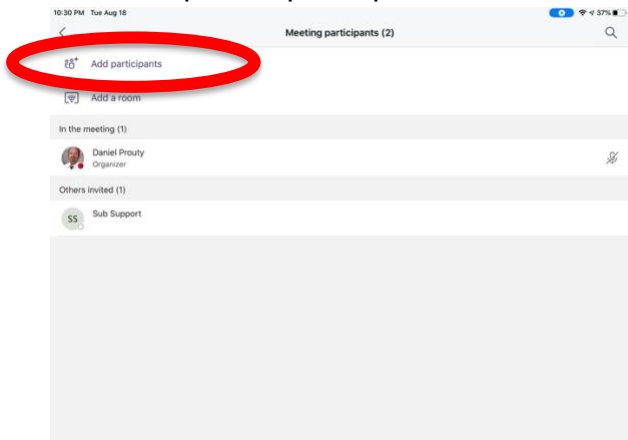 10:30 PM Tue Aug 18
37%
Meeting participants (2)
Add participants
Add a room
In the meeting (1)
Daniel Prouty
Organizer
Others invited (1)
SS
Sub Support